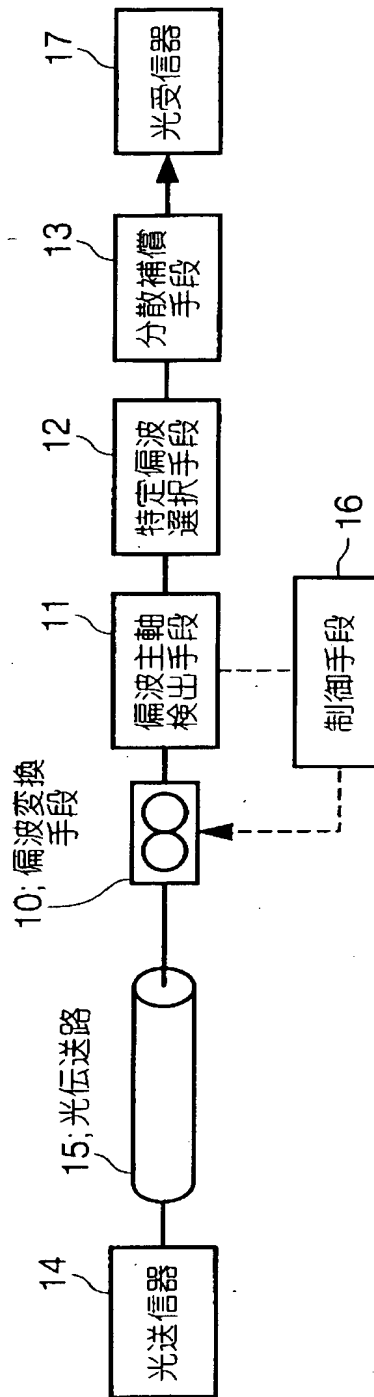 14
光送信器
15;光伝送路
10;偏波変換
手段
11
偏波主軸
検出手段
12
特定偏波
選択手段
13
分散補償
手段
17
光受信器
16
制御手段